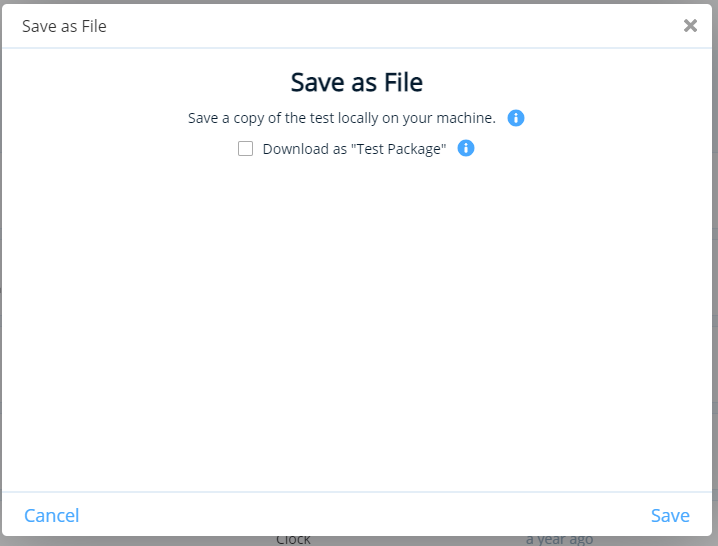 Save as File
Save as File
Save a copy of the test locally on your machine.
Download as "Test Package"
Cancel
Save
Clock
a year ago